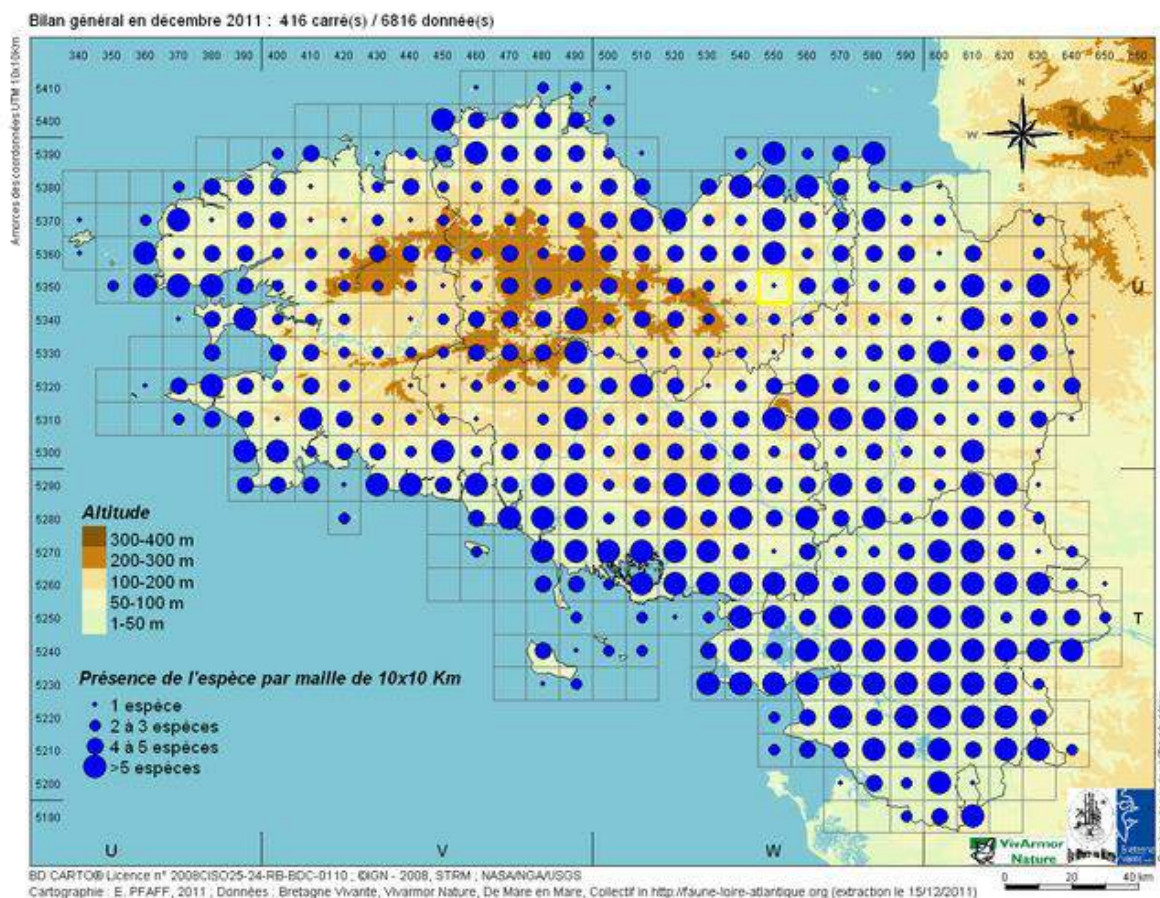 Bilan général en décembre 2011 : 416 carré(s) / 6816 donnée(s)
Amorces des coordonnées UTM 10x10Km
340 350 360 370 380 390 400 410 420 430 440 450 460 470 480 490 500 510 520 530 540 550 560 570 580 590 600 610 620 630 640 650 660
5410
5400
5390
5380
5370
5360
5350
5340
5330
5320
5310
5300
5290
5280
5270
5260
5250
5240
5230
5220
5210
5200
5190
N
W E
S
V
U
T
Altitude
300-400 m
200-300 m
100-200 m
50-100 m
1-50 m
Présence de l'espèce par maille de 10x10 Km
1 espèce
2 à 3 espèces
4 à 5 espèces
>5 espèces
U V W
VivArmor
Nature
BD CARTO® Licence n° 2008CISO25-24-RB-BDC-0110 ; ©IGN - 2008, STRM ; NASA/NGA/USGS
0 20 40 km
Cartographie : E. PFAFF, 2011 ; Données : Bretagne Vivante, Vivarmor Nature, De Mare en Mare, Collectif in http://faune-loire-atlantique.org (extraction le 15/12/2011)